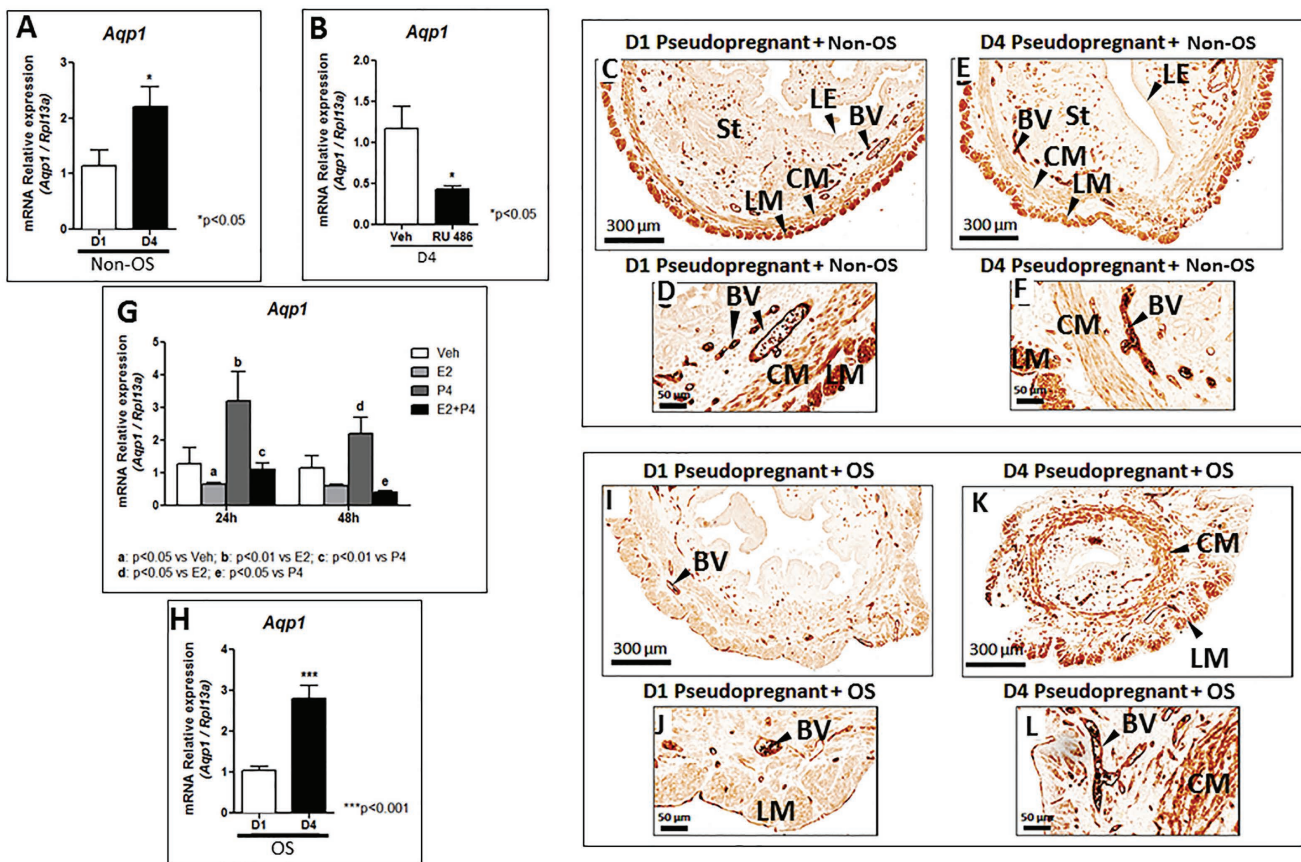 A
Aqp1
mRNA Relative expression
(Aqp1 / Rpl13a)
3
2
1
0
*
D1 D4
Non-OS
*p<0.05
B
Aqp1
mRNA Relative expression
(Aqp1 / Rpl13a)
2.0
1.5
1.0
0.5
0.0
*
Veh RU 486
D4
*p<0.05
D1 Pseudopregnant + Non-OS
C
St
LE
BV
CM
LM
300 µm
D4 Pseudopregnant + Non-OS
E
LE
BV
St
CM
LM
300 µm
D1 Pseudopregnant + Non-OS
D
BV
CM
LM
50 µm
D4 Pseudopregnant + Non-OS
F
CM
BV
LM
50 µm
G
Aqp1
mRNA Relative expression
(Aqp1 / Rpl13a)
5
4
3
2
1
0
a
b
c
d
e
24h 48h
Veh
E2
P4
E2+P4
a: p<0.05 vs Veh; b: p<0.01 vs E2; c: p<0.01 vs P4
d: p<0.05 vs E2; e: p<0.05 vs P4
H
Aqp1
mRNA Relative expression
(Aqp1 / Rpl13a)
4
3
2
1
0
***
D1 D4
OS
***p<0.001
D1 Pseudopregnant + OS
I
BV
300 µm
D4 Pseudopregnant + OS
K
CM
LM
300 µm
D1 Pseudopregnant + OS
J
BV
LM
50 µm
D4 Pseudopregnant + OS
L
BV
CM
50 µm